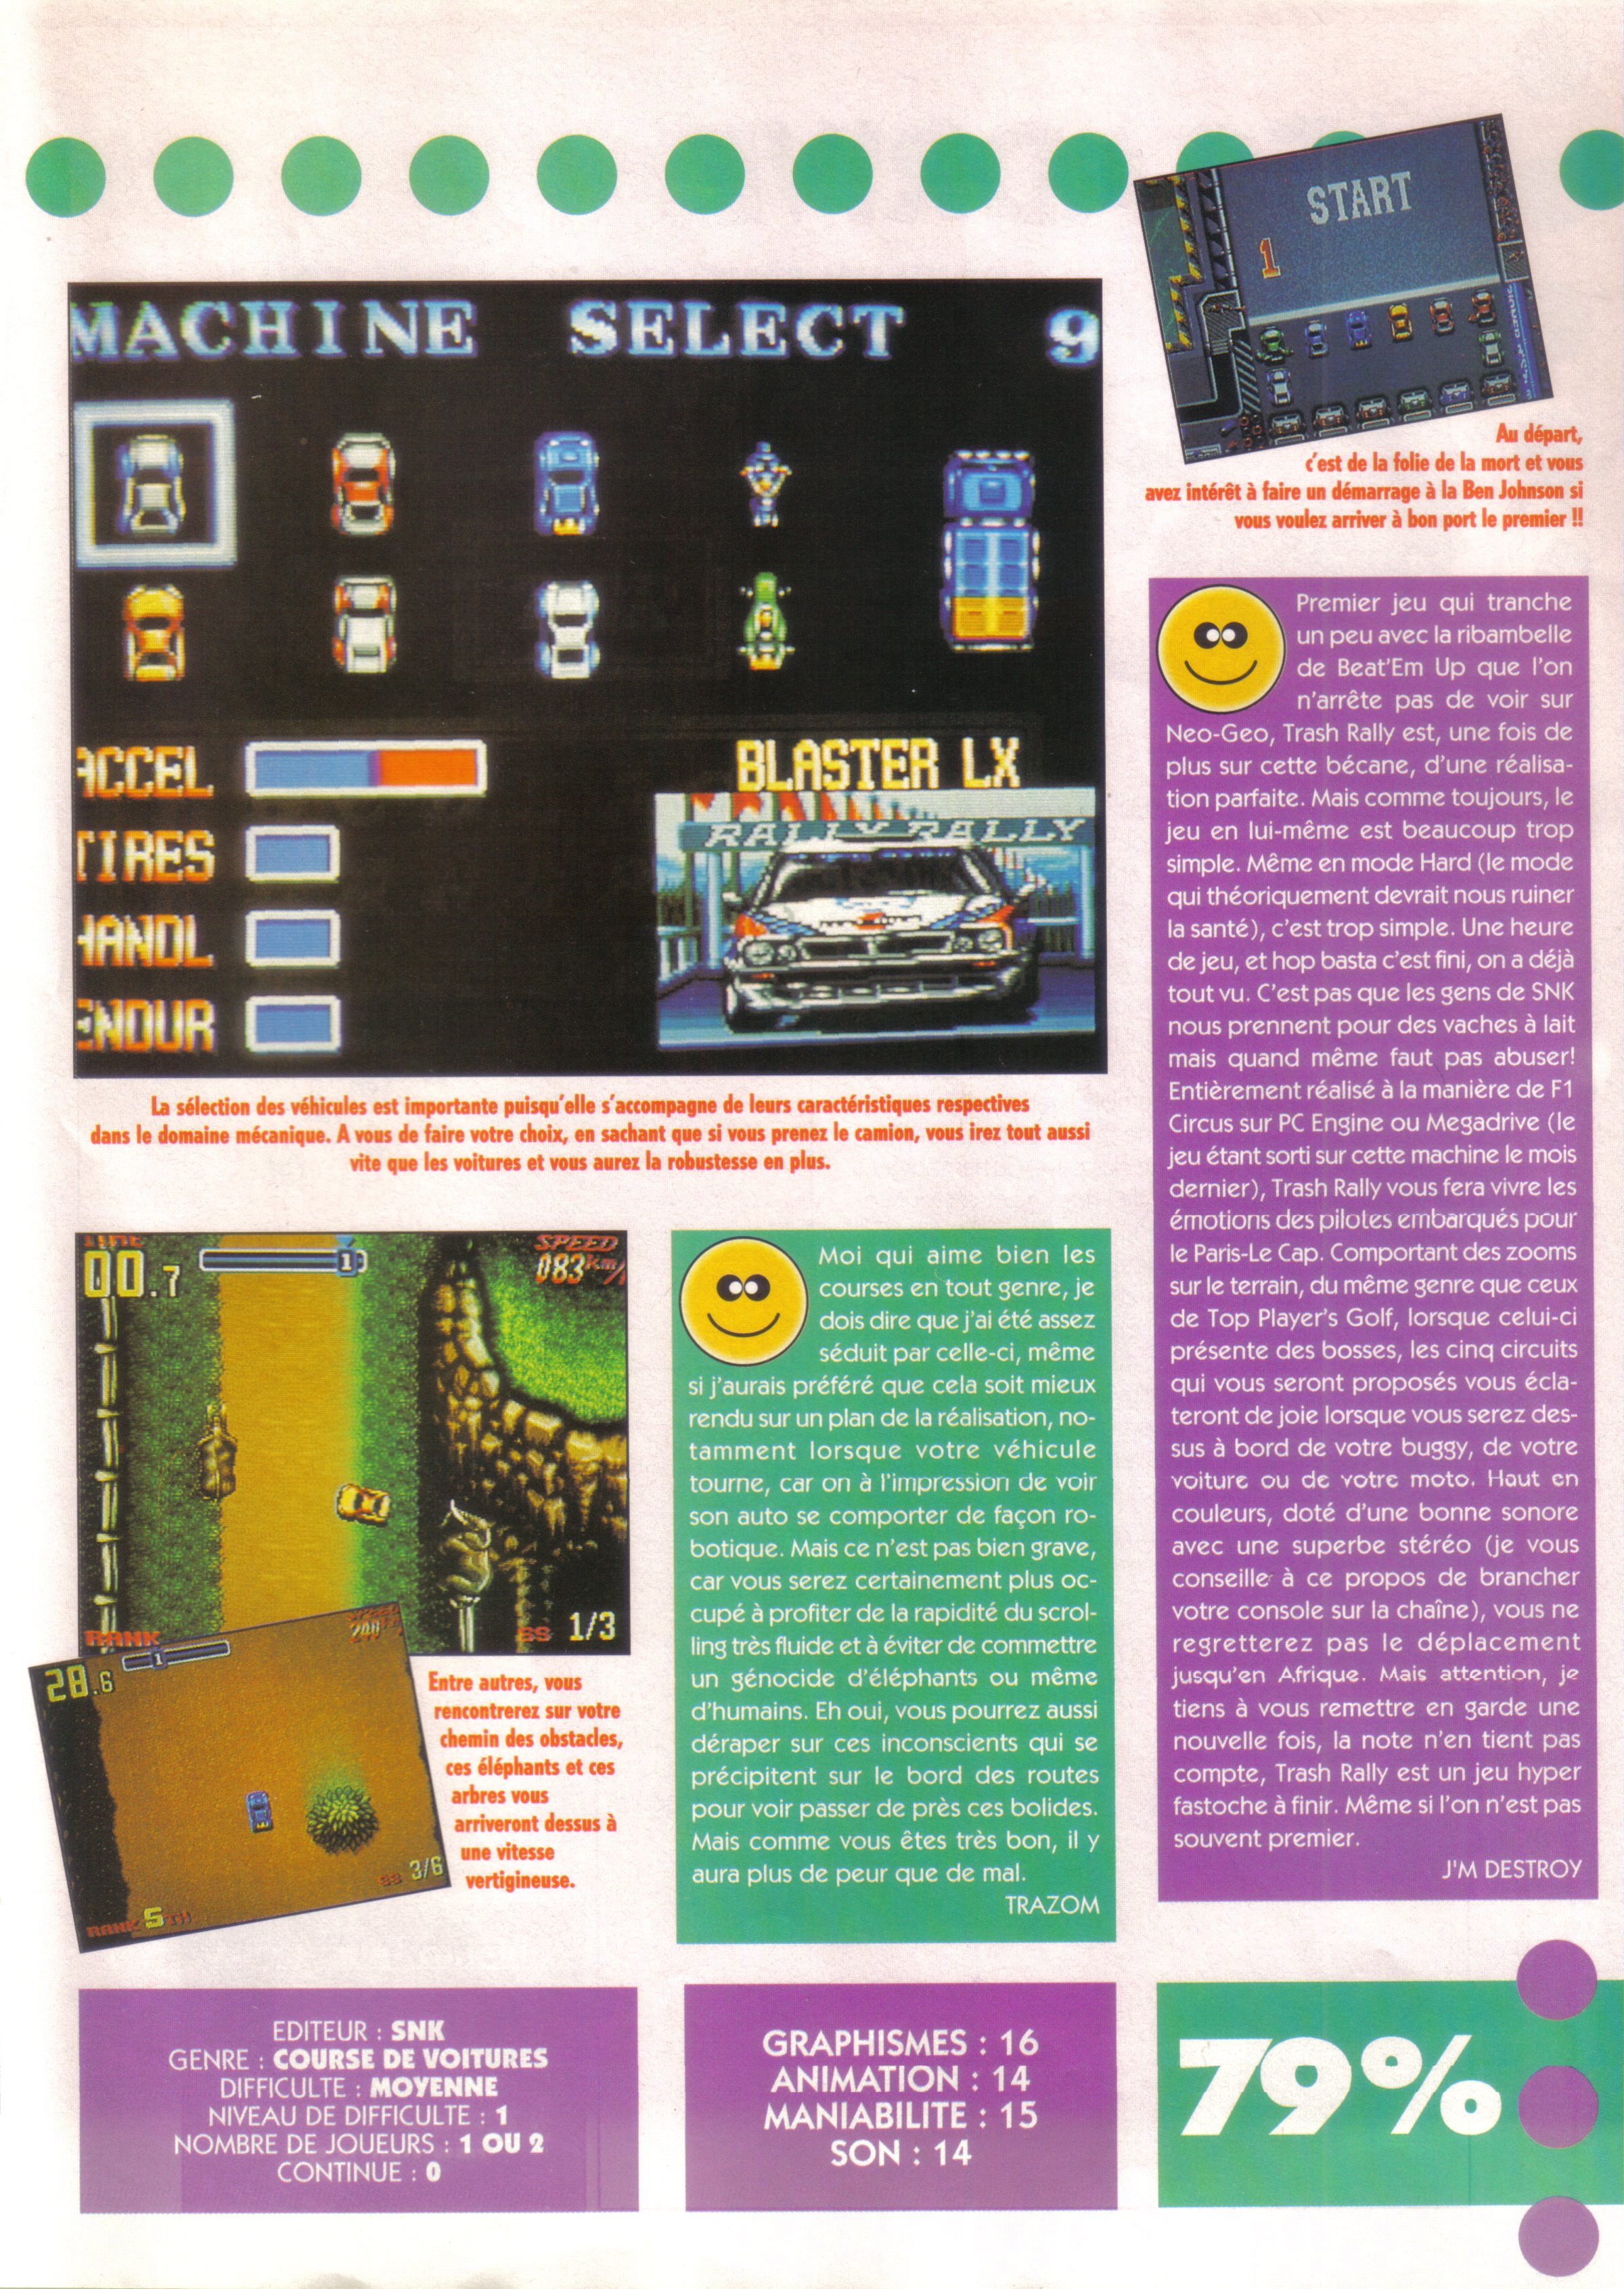 START
1
MACHINE SELECT 9
ACCEL
TIRES
HANDL
ENDUR
BLASTER LX
RALLY RALLY
Au départ,
c'est de la folie de la mort et vous
avez intérêt à faire un démarrage à la Ben Johnson si
vous voulez arriver à bon port le premier !!
La sélection des véhicules est importante puisqu'elle s'accompagne de leurs caractéristiques respectives
dans le domaine mécanique. A vous de faire votre choix, en sachant que si vous prenez le camion, vous irez tout aussi
vite que les voitures et vous aurez la robustesse en plus.
TIME
00.7
1
SPEED
083 km/
RANK
SS 1/3
28.6
1
SPEED
240
SS 3/6
RANK 5TH
Entre autres, vous
rencontrerez sur votre
chemin des obstacles,
ces éléphants et ces
arbres vous
arriveront dessus à
une vitesse
vertigineuse.
Moi qui aime bien les
courses en tout genre, je
dois dire que j'ai été assez
séduit par celle-ci, même
si j'aurais préféré que cela soit mieux
rendu sur un plan de la réalisation, no-
tamment lorsque votre véhicule
tourne, car on à l'impression de voir
son auto se comporter de façon ro-
botique. Mais ce n'est pas bien grave,
car vous serez certainement plus oc-
cupé à profiter de la rapidité du scrol-
ling très fluide et à éviter de commettre
un génocide d'éléphants ou même
d'humains. Eh oui, vous pourrez aussi
déraper sur ces inconscients qui se
précipitent sur le bord des routes
pour voir passer de près ces bolides.
Mais comme vous êtes très bon, il y
aura plus de peur que de mal.
TRAZOM
Premier jeu qui tranche
un peu avec la ribambelle
de Beat'Em Up que l'on
n'arrête pas de voir sur
Neo-Geo, Trash Rally est, une fois de
plus sur cette bécane, d'une réalisa-
tion parfaite. Mais comme toujours, le
jeu en lui-même est beaucoup trop
simple. Même en mode Hard (le mode
qui théoriquement devrait nous ruiner
la santé), c'est trop simple. Une heure
de jeu, et hop basta c'est fini, on a déjà
tout vu. C'est pas que les gens de SNK
nous prennent pour des vaches à lait
mais quand même faut pas abuser!
Entièrement réalisé à la manière de F1
Circus sur PC Engine ou Megadrive (le
jeu étant sorti sur cette machine le mois
dernier), Trash Rally vous fera vivre les
émotions des pilotes embarqués pour
le Paris-Le Cap. Comportant des zooms
sur le terrain, du même genre que ceux
de Top Player's Golf, lorsque celui-ci
présente des bosses, les cinq circuits
qui vous seront proposés vous écla-
teront de joie lorsque vous serez des-
sus à bord de votre buggy, de votre
voiture ou de votre moto. Haut en
couleurs, doté d'une bonne sonore
avec une superbe stéréo (je vous
conseille à ce propos de brancher
votre console sur la chaîne), vous ne
regretterez pas le déplacement
jusqu'en Afrique. Mais attention, je
tiens à vous remettre en garde une
nouvelle fois, la note n'en tient pas
compte, Trash Rally est un jeu hyper
fastoche à finir. Même si l'on n'est pas
souvent premier.
J'M DESTROY
EDITEUR : SNK
GENRE : COURSE DE VOITURES
DIFFICULTE : MOYENNE
NIVEAU DE DIFFICULTE : 1
NOMBRE DE JOUEURS : 1 OU 2
CONTINUE : 0
GRAPHISMES : 16
ANIMATION : 14
MANIABILITE : 15
SON : 14
79%